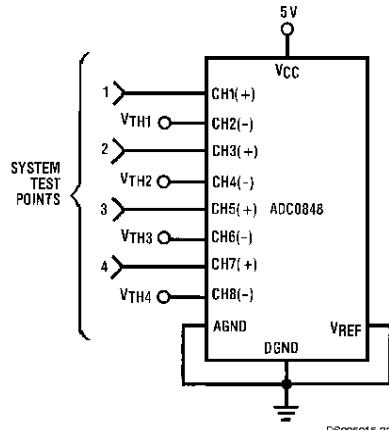 5V
VCC
1
CH1(+)
VTH1
CH2(-)
2
CH3(+)
SYSTEM
TEST
POINTS
VTH2
CH4(-)
3
CH5(+)
ADC0848
VTH3
CH6(-)
4
CH7(+)
VTH4
CH8(-)
AGND
VREF
DGND